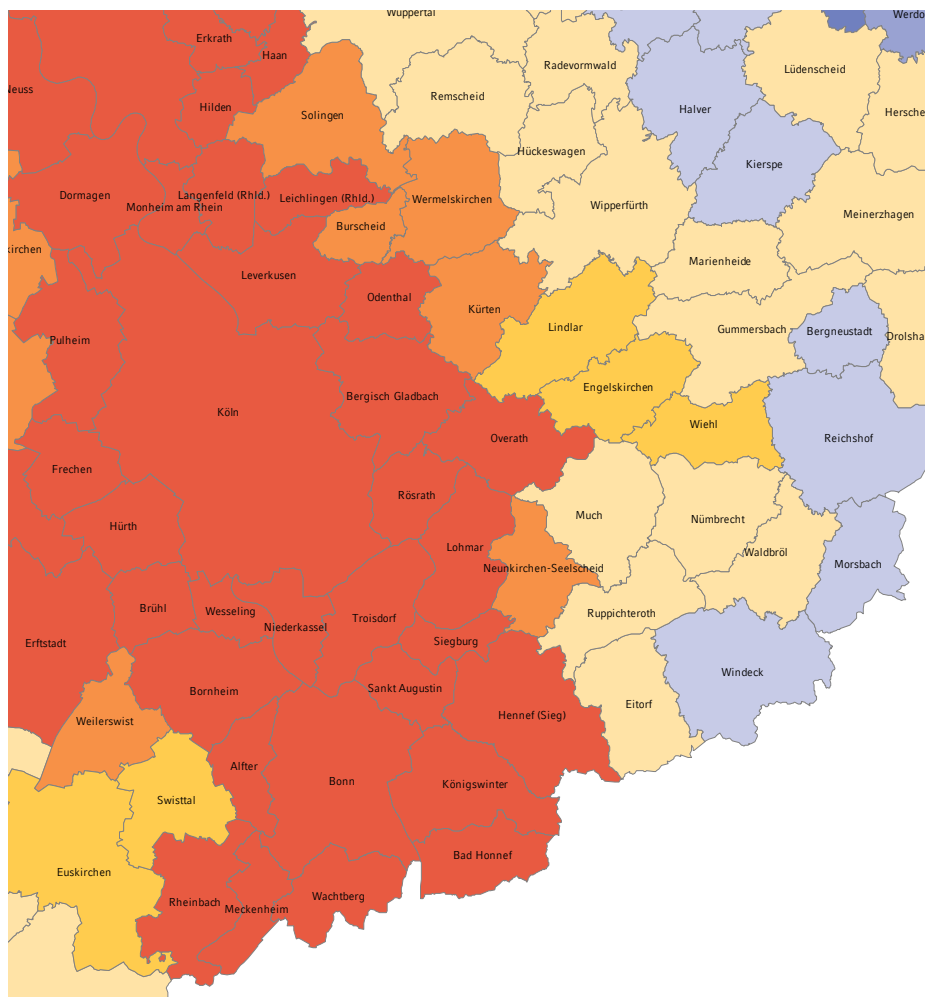 Wuppertal
Werdo
Erkrath
Haan
Radevormwald
Lüdenscheid
Neuss
Remscheid
Hilden
Halver
Hersche
Solingen
Hückeswagen
Kierspe
Dormagen
Langenfeld (Rhld.)
Leichlingen (Rhld.)
Wermelskirchen
Monheim am Rhein
Wipperfürth
Meinerzhagen
Burscheid
kirchen
Marienheide
Leverkusen
Odenthal
Kürten
Lindlar
Gummersbach
Bergneustadt
Drolsha
Pulheim
Engelskirchen
Bergisch Gladbach
Köln
Wiehl
Overath
Reichshof
Frechen
Rösrath
Much
Nümbrecht
Hürth
Lohmar
Waldbröl
Morsbach
Neunkirchen-Seelscheid
Brühl
Wesseling
Ruppichteroth
Troisdorf
Niederkassel
Erftstadt
Siegburg
Windeck
Sankt Augustin
Bornheim
Eitorf
Hennef (Sieg)
Weilerswist
Alfter
Bonn
Königswinter
Swisttal
Bad Honnef
Euskirchen
Wachtberg
Rheinbach
Meckenheim